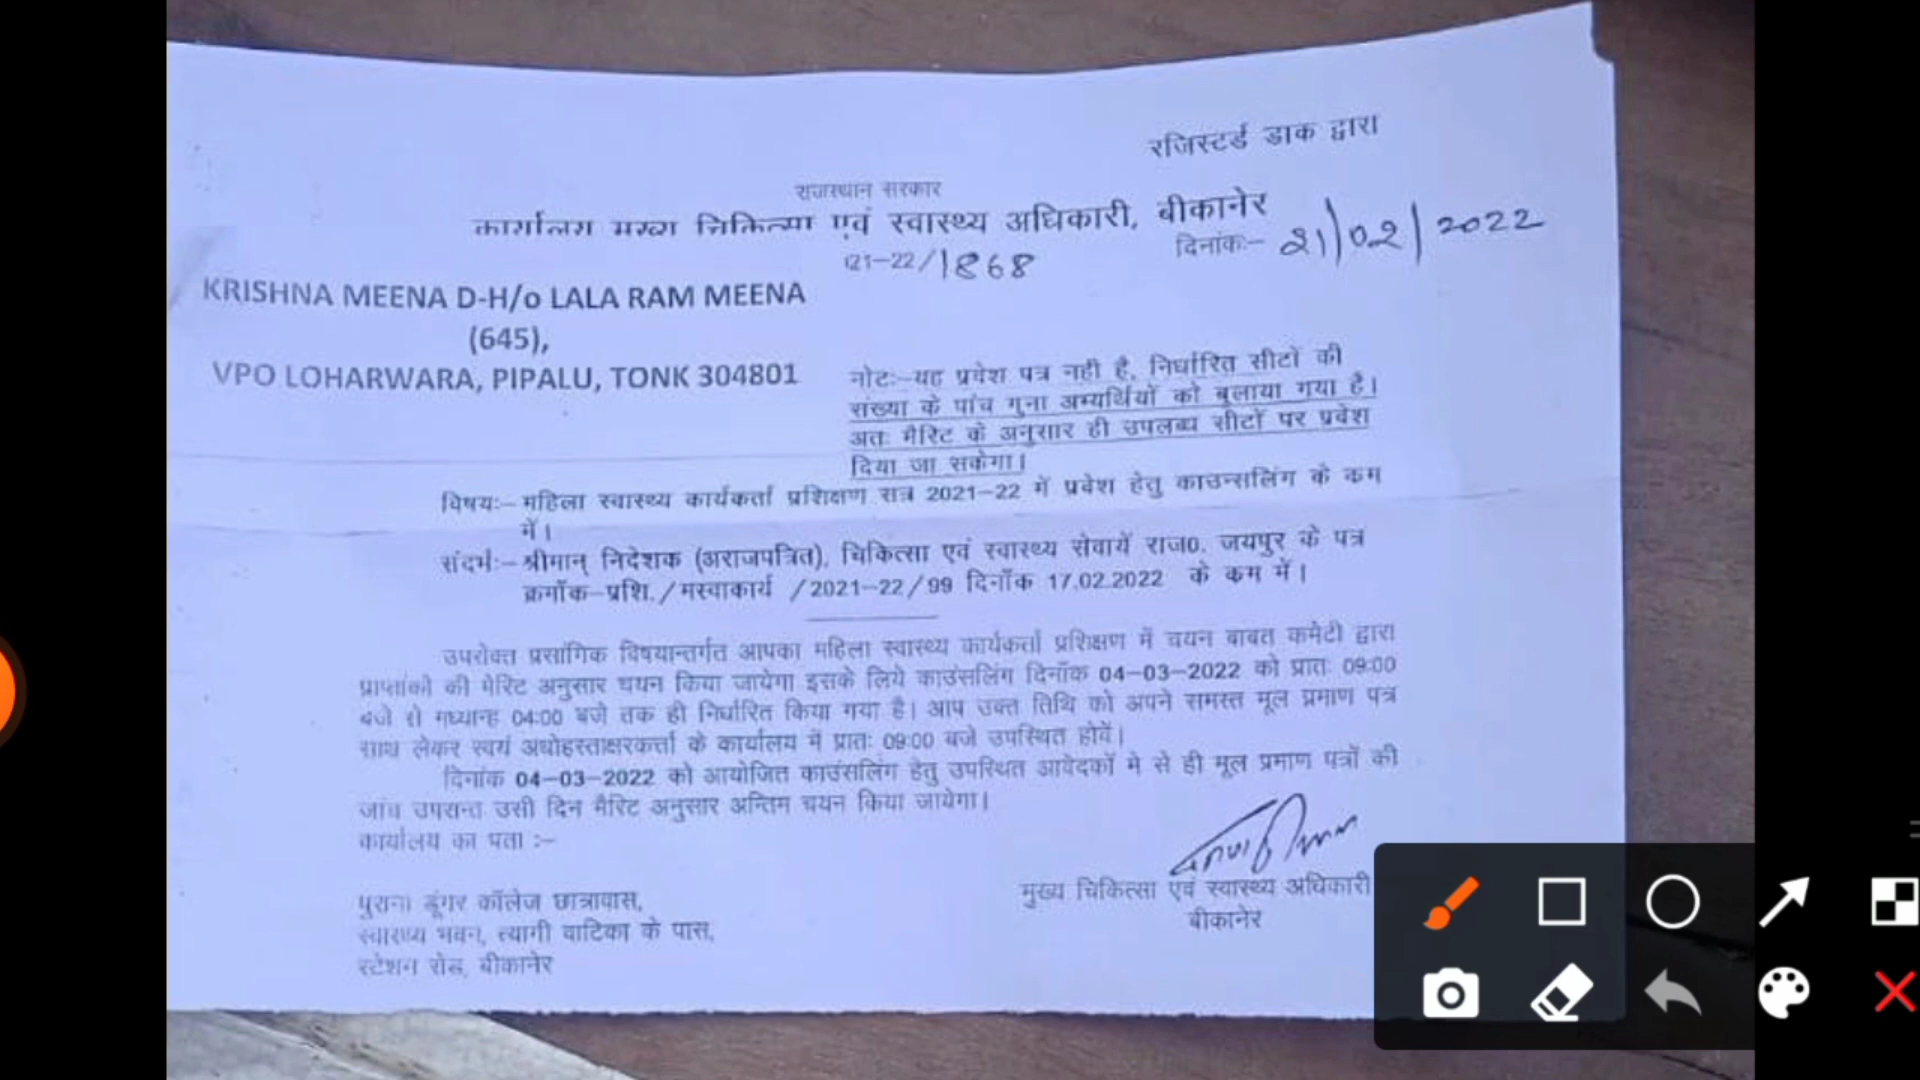 रजिस्टर्ड डाक द्वारा
राजस्थान सरकार
कार्यालय मुख्य चिकित्सा एवं स्वास्थ्य अधिकारी, बीकानेर
21-22/1868
दिनांक:- 21/02/2022
KRISHNA MEENA D-H/o LALA RAM MEENA
(645),
VPO LOHARWARA, PIPALU, TONK 304801
नोट:-यह प्रवेश पत्र नही है, निर्धारित सीटों की
संख्या के पांच गुना अभ्यर्थियों को बुलाया गया है।
अतः मैरिट के अनुसार ही उपलब्ध सीटों पर प्रवेश
दिया जा सकेगा।
विषय:- महिला स्वास्थ्य कार्यकर्ता प्रशिक्षण सत्र 2021-22 में प्रवेश हेतु काउन्सलिंग के कम
में।
संदर्भ:- श्रीमान् निदेशक (अराजपत्रित), चिकित्सा एवं स्वास्थ्य सेवायें राज0. जयपुर के पत्र
क्रमाँक-प्रशि./मस्वाकार्य /2021-22/99 दिनाँक 17.02.2022 के कम में।
उपरोक्त प्रसांगिक विषयान्तर्गत आपका महिला स्वास्थ्य कार्यकर्ता प्रशिक्षण में चयन बाबत कमेटी द्वारा
प्राप्तांको की मेरिट अनुसार चयन किया जायेगा इसके लिये काउंसलिंग दिनाँक 04-03-2022 को प्रातः 09:00
बजे से मध्यान्ह 04:00 बजे तक ही निर्धारित किया गया है। आप उक्त तिथि को अपने समस्त मूल प्रमाण पत्र
साथ लेकर स्वयं अधोहस्ताक्षरकर्त्ता के कार्यालय में प्रातः 09:00 बजे उपस्थित होवें।
दिनांक 04-03-2022 को आयोजित काउंसलिंग हेतु उपस्थित आवेदकों मे से ही मूल प्रमाण पत्रों की
जांच उपरान्त उसी दिन मैरिट अनुसार अन्तिम चयन किया जायेगा।
कार्यालय का पता :-
मुख्य चिकित्सा एवं स्वास्थ्य अधिकारी
बीकानेर
पुराना डूंगर कॉलेज छात्रावास,
स्वास्थ्य भवन, त्यागी वाटिका के पास,
स्टेशन रोड, बीकानेर